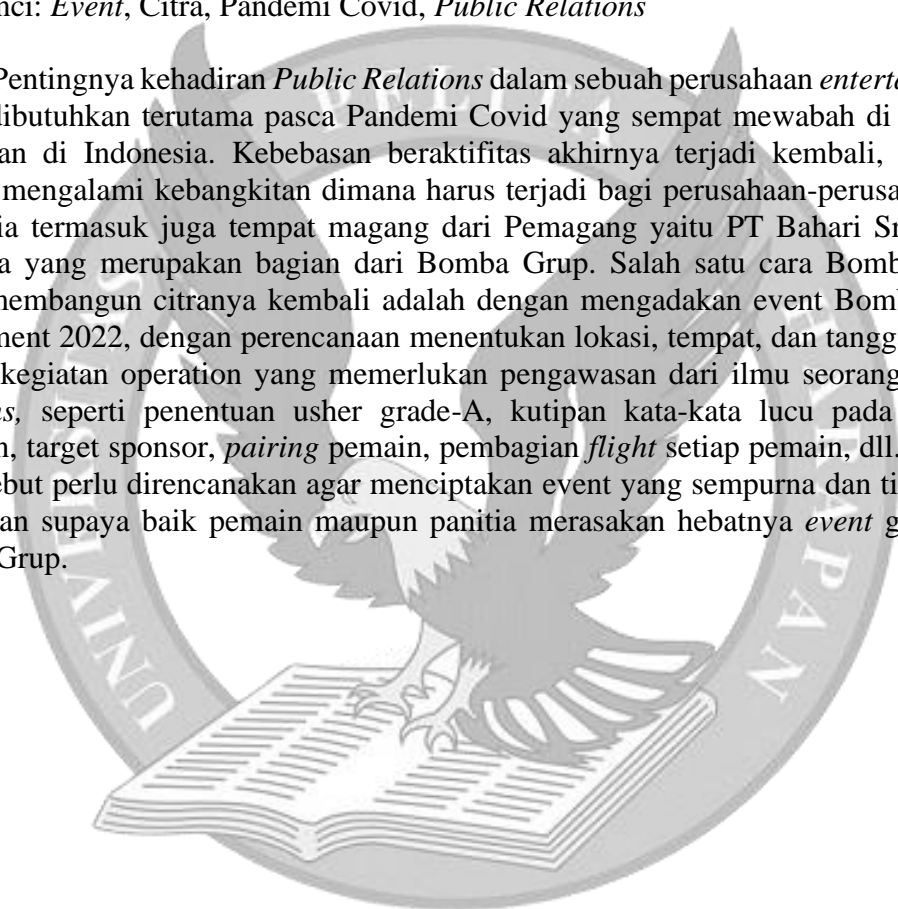 nci: Event, Citra, Pandemi Covid, Public Relations
Pentingnya kehadiran Public Relations dalam sebuah perusahaan enterta
dibutuhkan terutama pasca Pandemi Covid yang sempat mewabah di
an di Indonesia. Kebebasan beraktifitas akhirnya terjadi kembali,
mengalami kebangkitan dimana harus terjadi bagi perusahaan-perusa
ia termasuk juga tempat magang dari Pemagang yaitu PT Bahari Sr
a yang merupakan bagian dari Bomba Grup. Salah satu cara Bomb
membangun citranya kembali adalah dengan mengadakan event Bomb
ment 2022, dengan perencanaan menentukan lokasi, tempat, dan tangg
kegiatan operation yang memerlukan pengawasan dari ilmu seorang
ns, seperti penentuan usher grade-A, kutipan kata-kata lucu pada
n, target sponsor, pairing pemain, pembagian flight setiap pemain, dll.
ebut perlu direncanakan agar menciptakan event yang sempurna dan ti
an supaya baik pemain maupun panitia merasakan hebatnya event g
Grup.
UNIVERSITAS PELITA HARAPAN